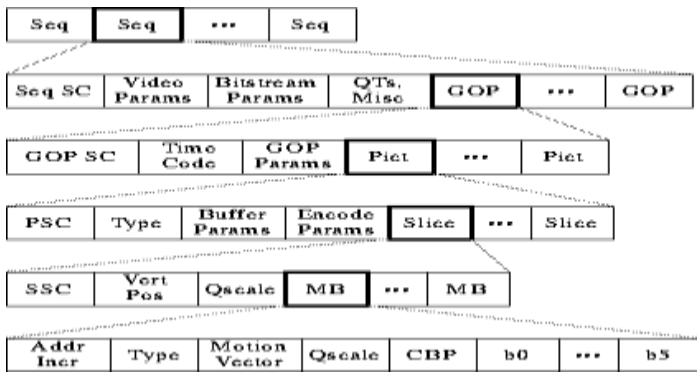 Seq Seq ... Seq
Seq SC Video Params Bitstream Params QTs, Misc GOP ... GOP
GOP SC Time Code GOP Params Pict ... Pict
PSC Type Buffer Params Encode Params Slice ... Slice
SSC Vert Pos Qscale MB ... MB
Addr Incr Type Motion Vector Qscale CBP b0 ... b5